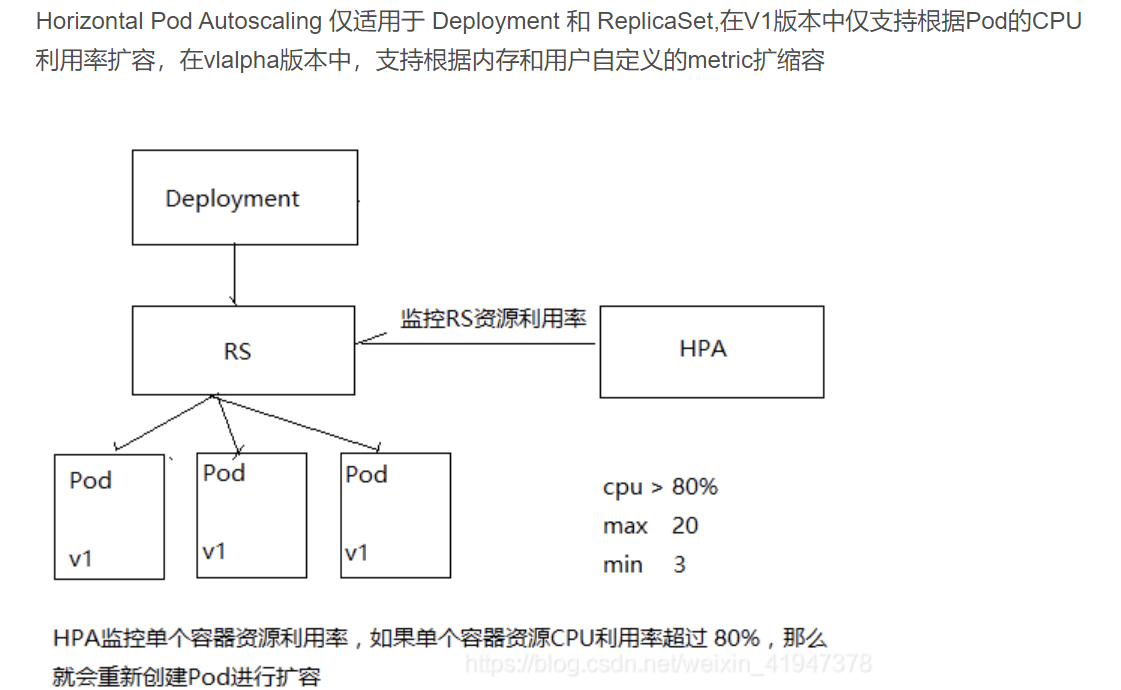 Horizontal Pod Autoscaling 仅适用于 Deployment 和 ReplicaSet,在V1版本中仅支持根据Pod的CPU
利用率扩容，在vlalpha版本中，支持根据内存和用户自定义的metric扩缩容
Deployment
监控RS资源利用率
RS
HPA
Pod
v1
Pod
v1
Pod
v1
cpu > 80%
max 20
min 3
HPA监控单个容器资源利用率，如果单个容器资源CPU利用率超过 80%，那么
就会重新创建Pod进行扩容
https://blog.csdn.net/weixin_41947378